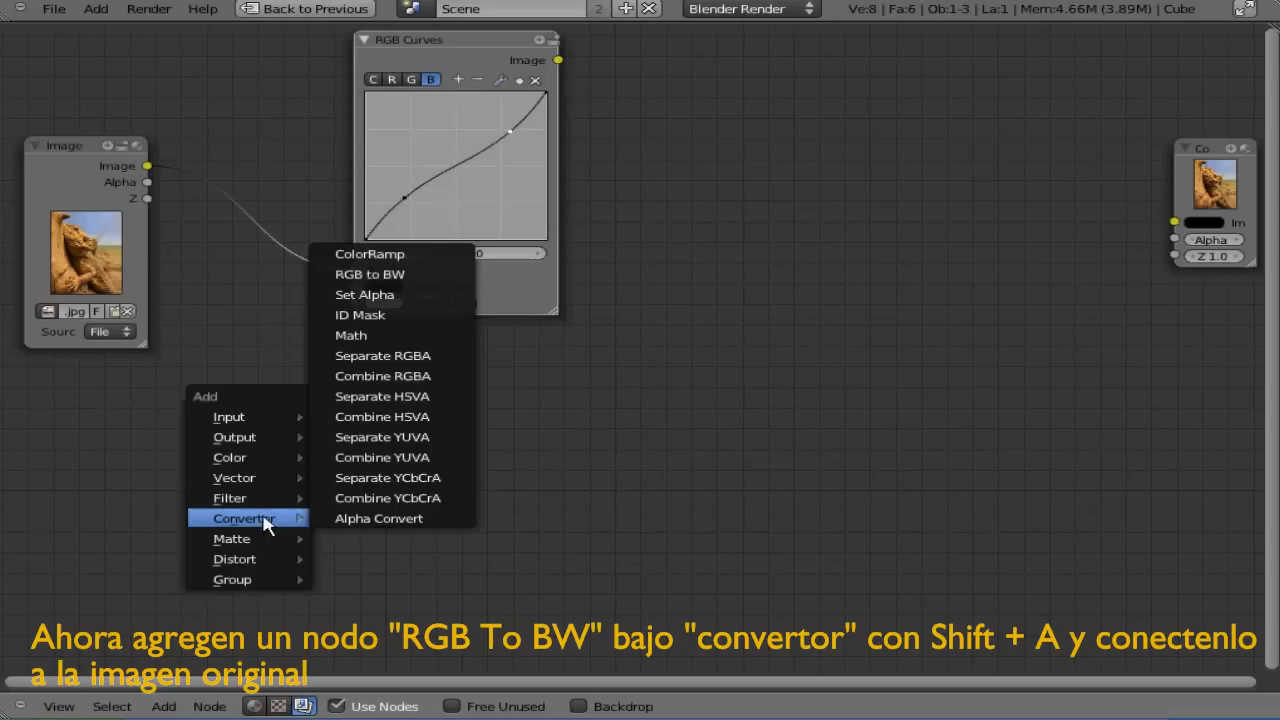 File Add Render Help Back to Previous Scene 2 Blender Render Ve:8 | Fa:6 | Ob:1-3 | La:1 | Mem:4.66M (3.89M) | Cube
RGB Curves
Image
C R G B
Image
Image
Alpha
Z
.jpg F
Sourc File
Co
Im
Alpha
Z 1.0
0
ColorRamp
RGB to BW
Set Alpha
ID Mask
Math
Separate RGBA
Combine RGBA
Separate HSVA
Combine HSVA
Separate YUVA
Combine YUVA
Separate YCbCrA
Combine YCbCrA
Alpha Convert
Add
Input
Output
Color
Vector
Filter
Convertor
Matte
Distort
Group
Ahora agregen un nodo "RGB To BW" bajo "convertor" con Shift + A y conectenlo
a la imagen original
View Select Add Node Use Nodes Free Unused Backdrop